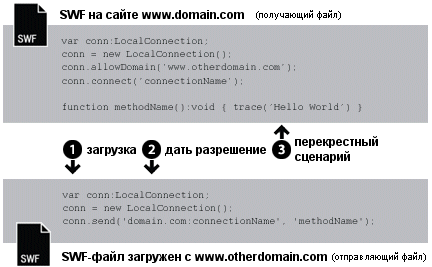 SWF на сайте www.domain.com (получающий файл)
SWF
var conn:LocalConnection;
conn = new LocalConnection();
conn.allowDomain('www.otherdomain.com');
conn.connect('connectionName');
function methodName():void { trace('Hello World') }
1 загрузка 2 дать разрешение 3 перекрестный сценарий
var conn:LocalConnection;
conn = new LocalConnection();
conn.send('domain.com:connectionName', 'methodName');
SWF
SWF-файл загружен с www.otherdomain.com (отправляющий файл)